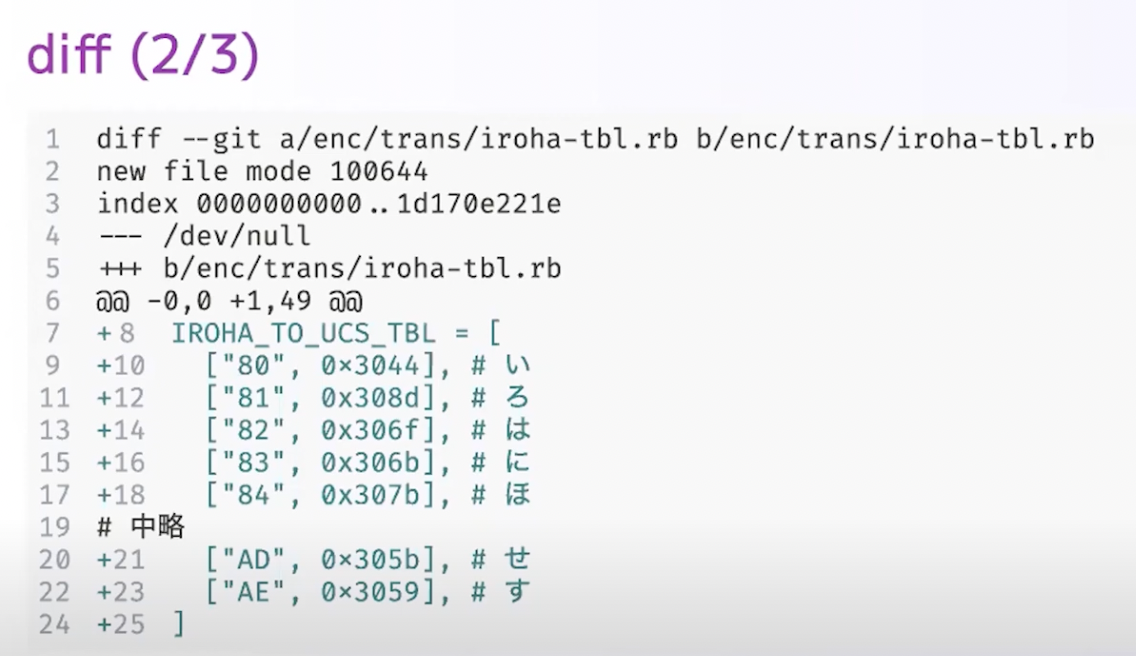 diff (2/3)
1 diff --git a/enc/trans/iroha-tbl.rb b/enc/trans/iroha-tbl.rb
2 new file mode 100644
3 index 0000000000..1d170e221e
4 --- /dev/null
5 +++ b/enc/trans/iroha-tbl.rb
6 @@ -0,0 +1,49 @@
7 + 8 IROHA_TO_UCS_TBL = [
9 +10 ["80", 0x3044], # い
11 +12 ["81", 0x308d], # ろ
13 +14 ["82", 0x306f], # は
15 +16 ["83", 0x306b], # に
17 +18 ["84", 0x307b], # ほ
19 # 中略
20 +21 ["AD", 0x305b], # せ
22 +23 ["AE", 0x3059], # す
24 +25 ]